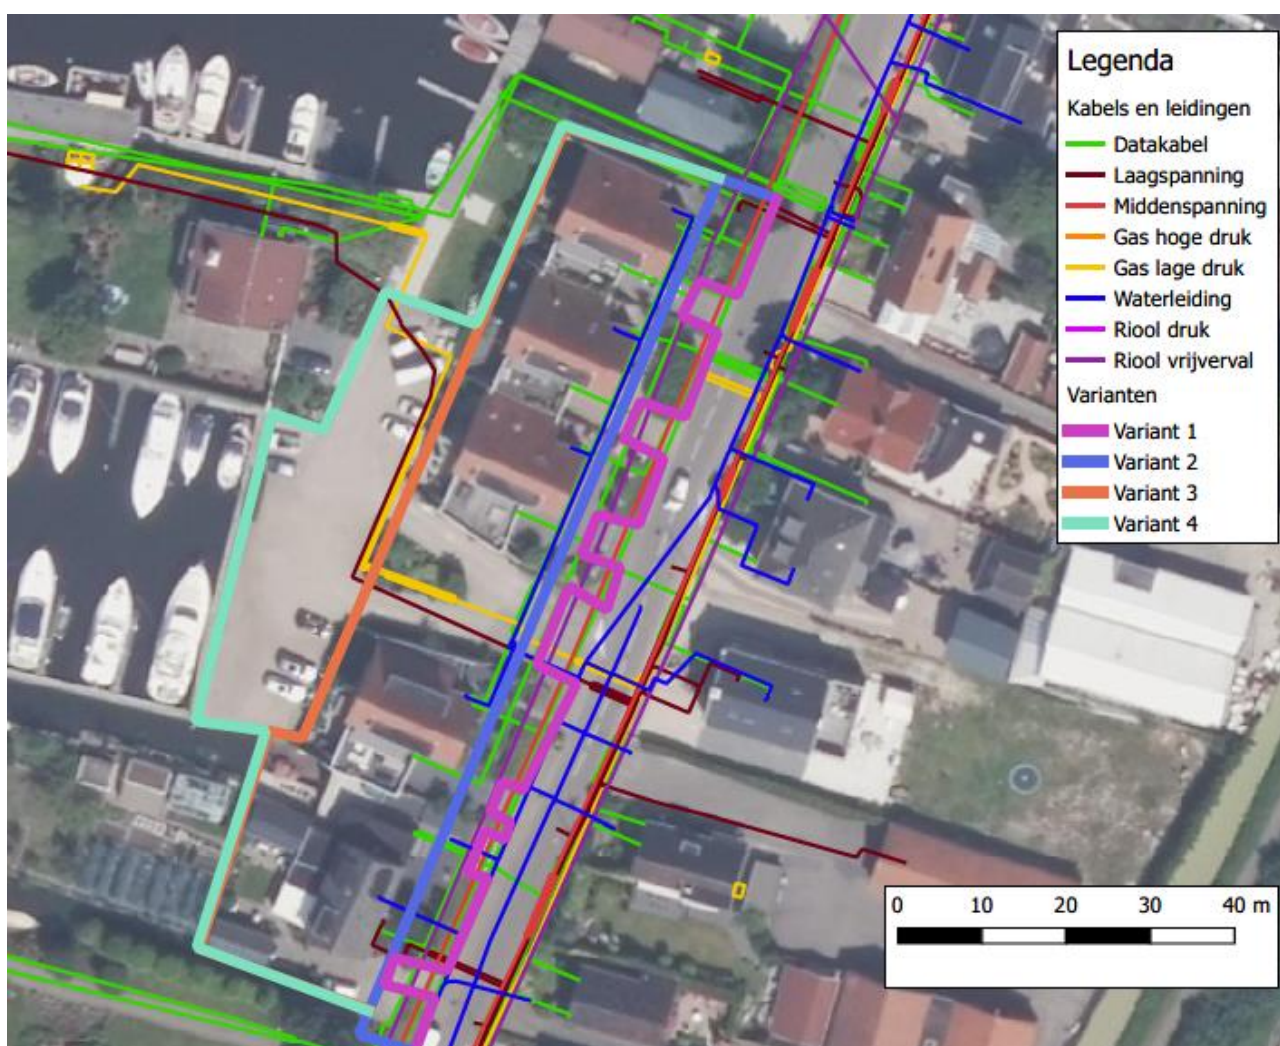 Legenda
Kabels en leidingen
Datakabel
Laagspanning
Middenspanning
Gas hoge druk
Gas lage druk
Waterleiding
Riool druk
Riool vrijverval
Varianten
Variant 1
Variant 2
Variant 3
Variant 4
0 10 20 30 40 m